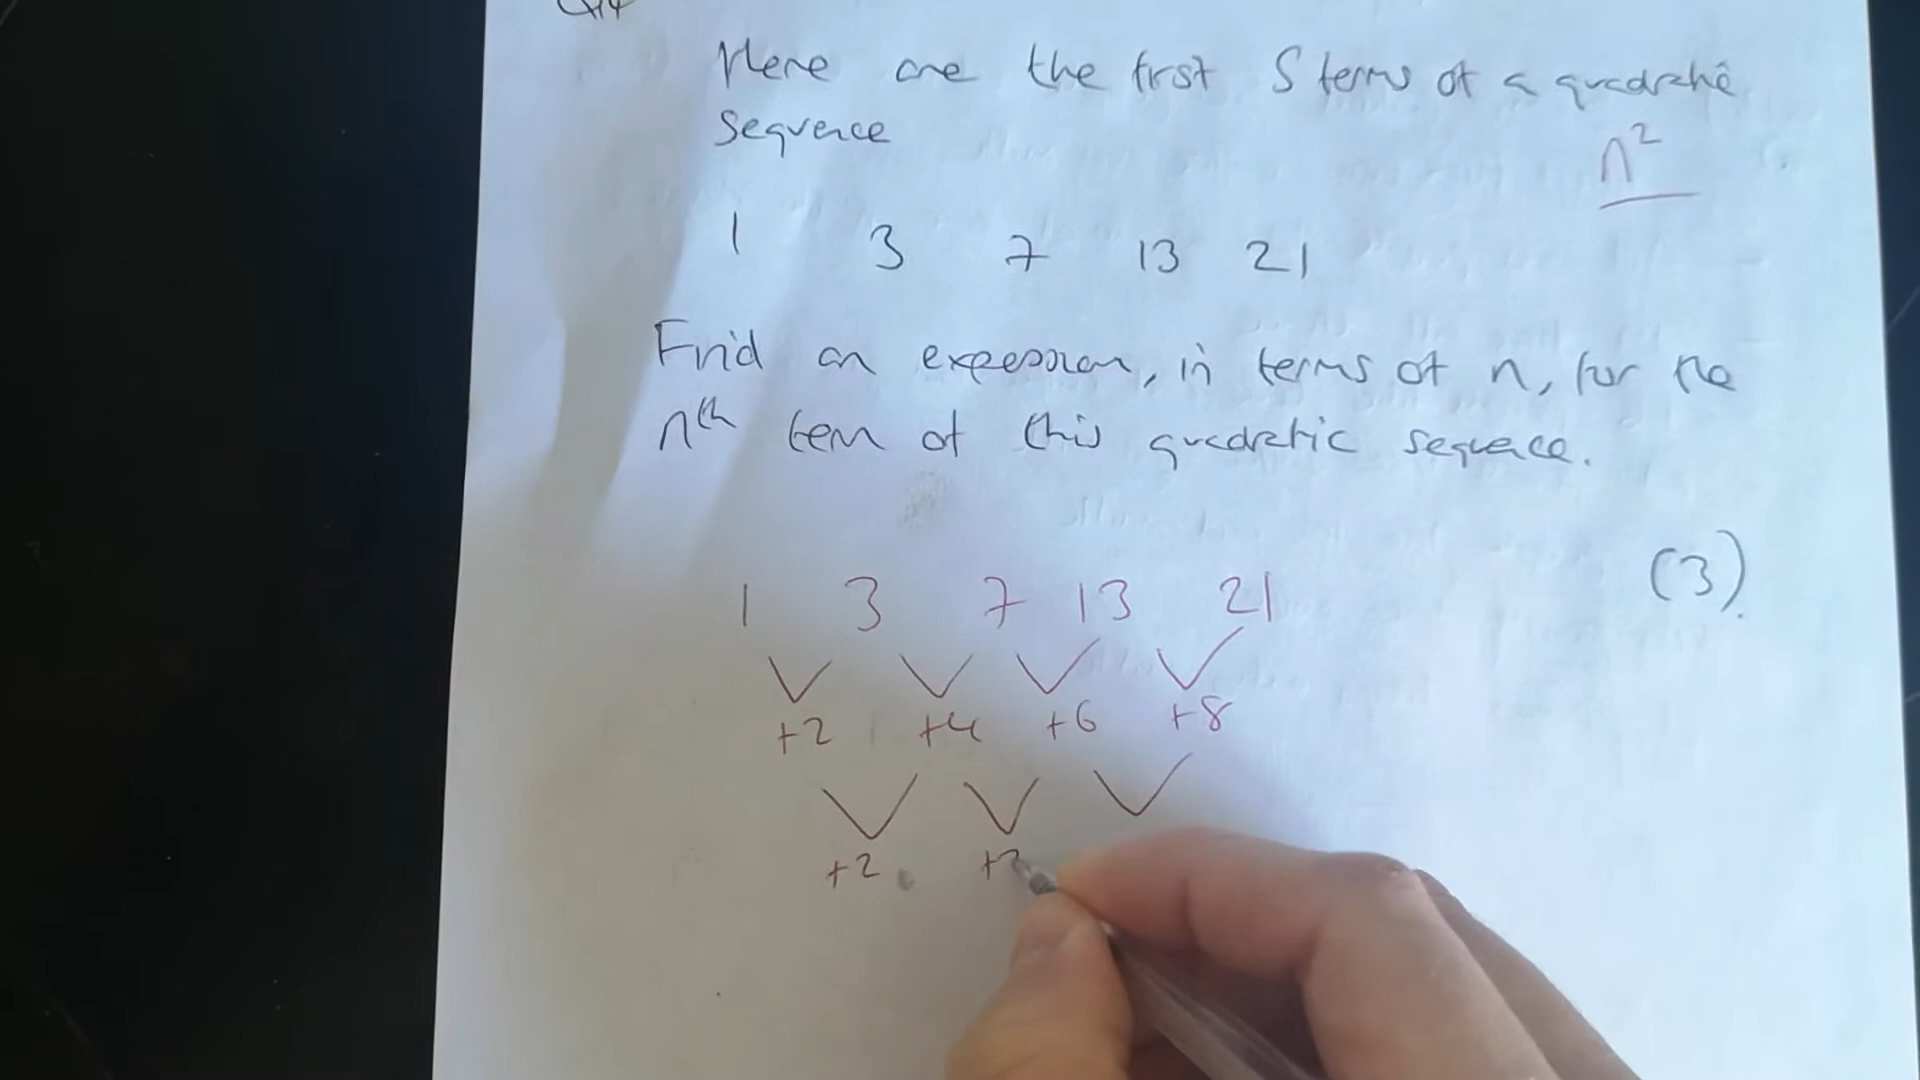 Here are the first 5 terms of a quadratic
sequence
n²
1 3 7 13 21
Find an expression, in terms of n, for the
nth term of this quadratic sequence.
(3).
1 3 7 13 21
+2 +4 +6 +8
+2